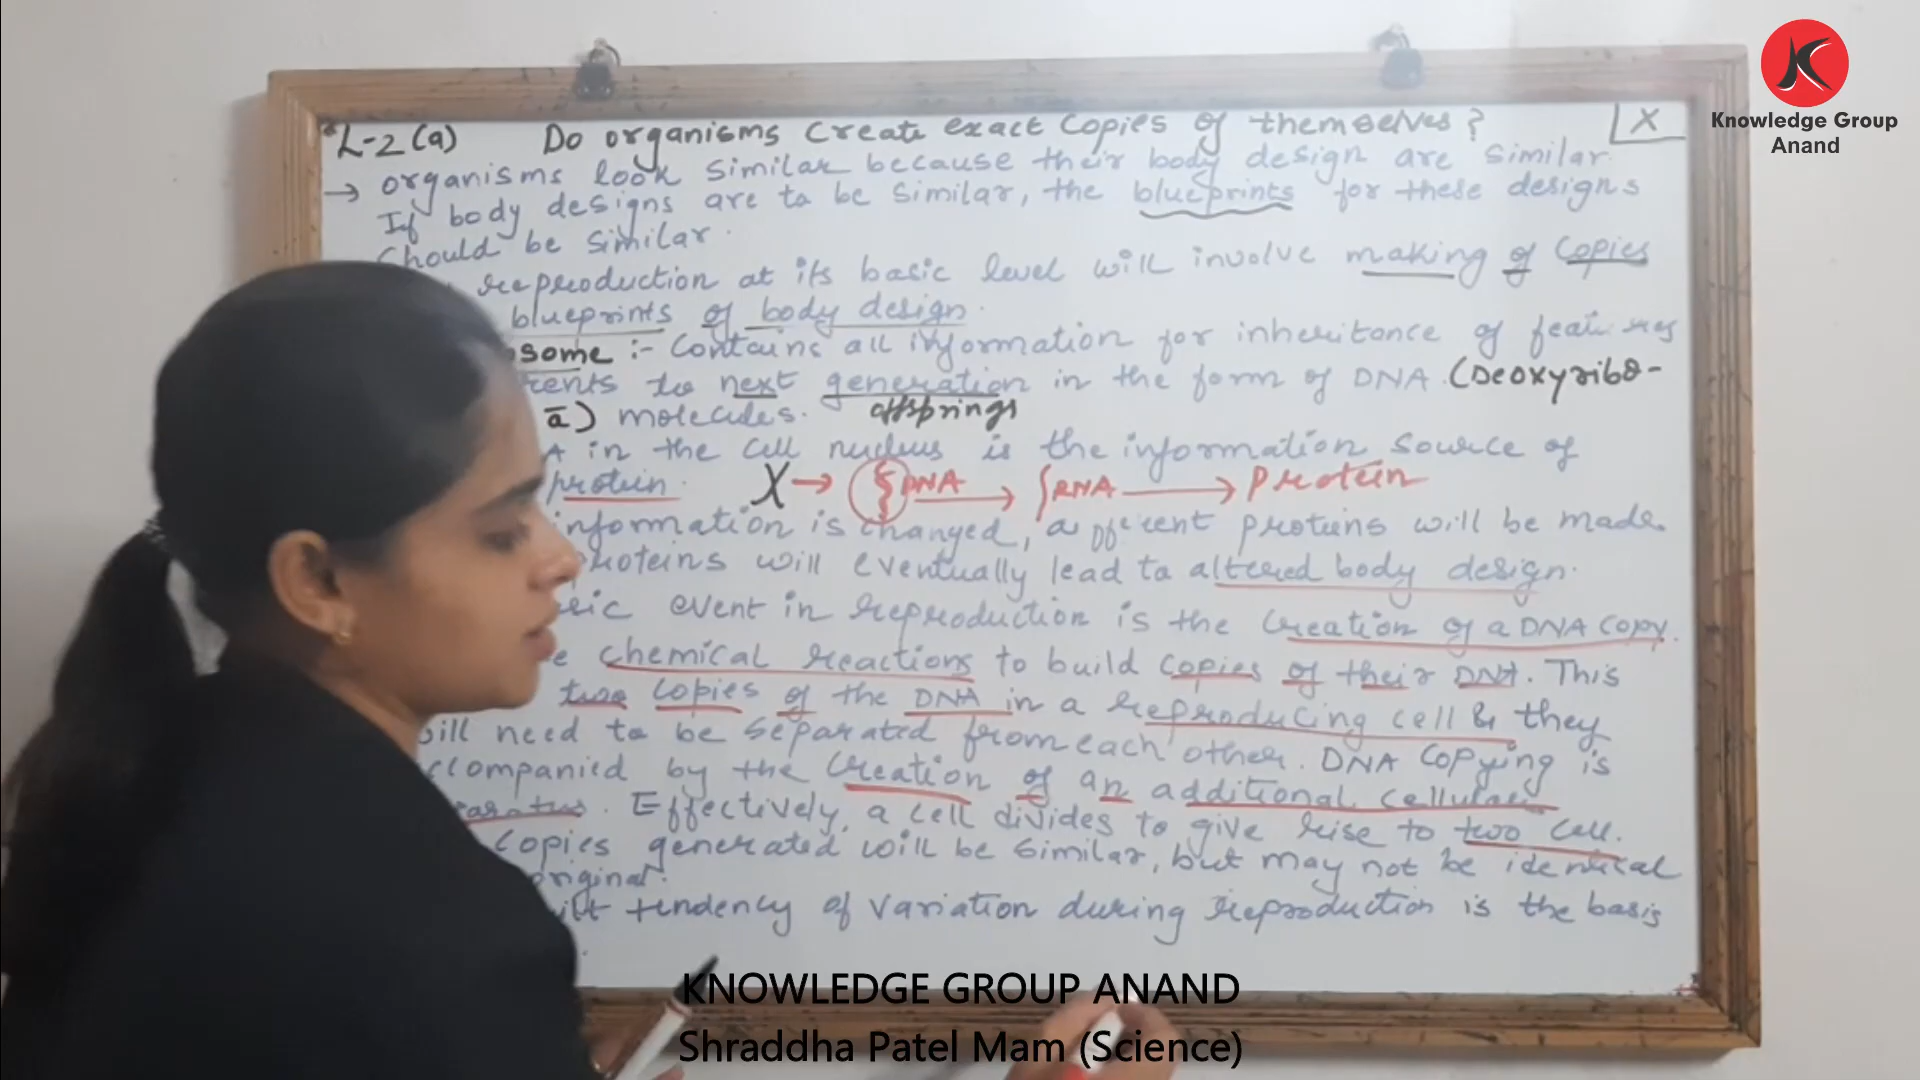 L-2 (a) Do organisms Create exact Copies of themselves?
X
→ organisms look similar because their body design are similar.
If body designs are to be similar, the blueprints for these designs
Should be similar.
reproduction at its basic level will involve making of Copies
blueprints of body design.
some :- Contains all information for inheritance of features
rents to next generation in the form of DNA (Deoxyribo-
a) molecules. offsprings
A in the cell nucleus is the information source of
protein. X → DNA → RNA → Protein
information is changed, different proteins will be made.
proteins will eventually lead to altered body design.
sic event in reproduction is the Creation of a DNA Copy.
e chemical reactions to build copies of their DNA. This
two copies of the DNA in a reproducing cell & they
will need to be separated from each other. DNA Copying is
ccompanied by the Creation of an additional cellular
aratus. Effectively, a cell divides to give rise to two cell.
Copies generated will be similar, but may not be identical
original.
ilt tendency of variation during reproduction is the basis
Knowledge Group
Anand
KNOWLEDGE GROUP ANAND
Shraddha Patel Mam (Science)